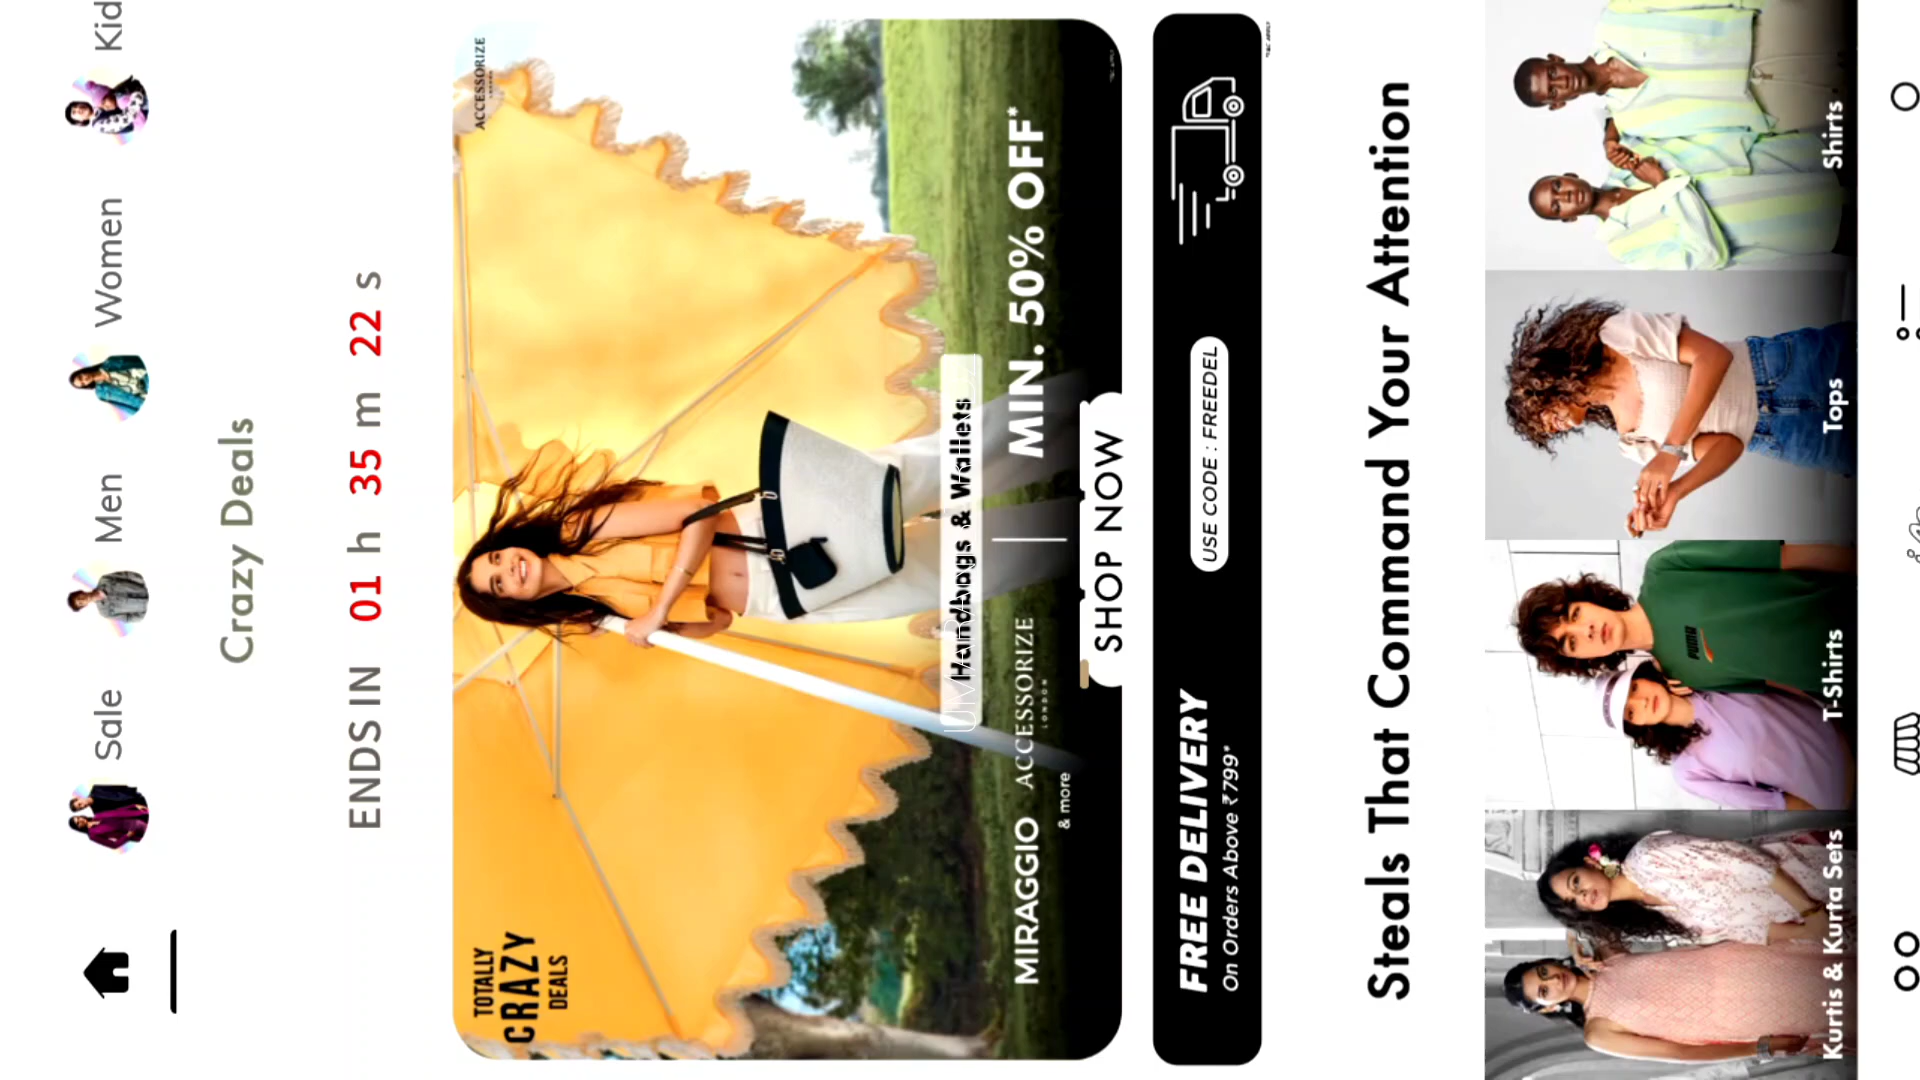 Sale Men Women Kid
Crazy Deals
ENDS IN 01 h 35 m 22 s
ACCESSORIZE
TOTALLY
CRAZY
DEALS
Handbags & Wallets
MIRAGGIO ACCESSORIZE
LONDON
& more
MIN. 50% OFF*
SHOP NOW
FREE DELIVERY
On Orders Above ₹799*
USE CODE : FREEDEL
Steals That Command Your Attention
PUMA
Kurtis & Kurta Sets T-Shirts Tops Shirts